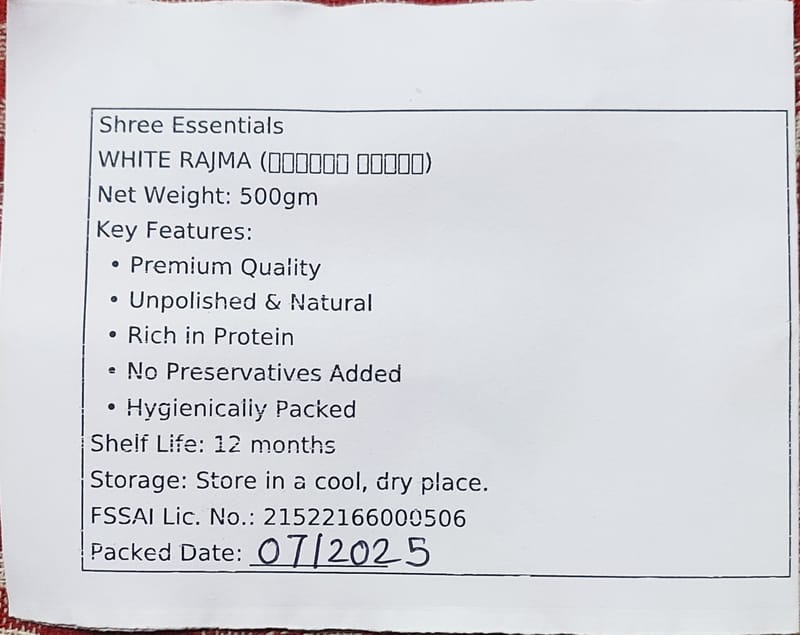 Shree Essentials
WHITE RAJMA (▯▯▯▯▯▯ ▯▯▯▯▯)
Net Weight: 500gm
Key Features:
• Premium Quality
• Unpolished & Natural
• Rich in Protein
• No Preservatives Added
• Hygienically Packed
Shelf Life: 12 months
Storage: Store in a cool, dry place.
FSSAI Lic. No.: 21522166000506
Packed Date: 07/2025